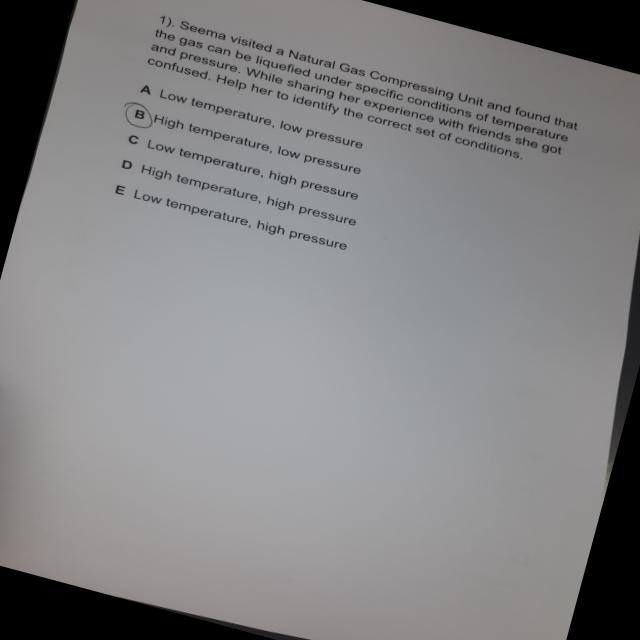 1). Seema visited a Natural Gas Compressing Unit and found that
the gas can be liquefied under specific conditions of temperature
and pressure. While sharing her experience with friends she got
confused. Help her to identify the correct set of conditions.
A Low temperature, low pressure
B High temperature, low pressure
C Low temperature, high pressure
D High temperature, high pressure
E Low temperature, high pressure